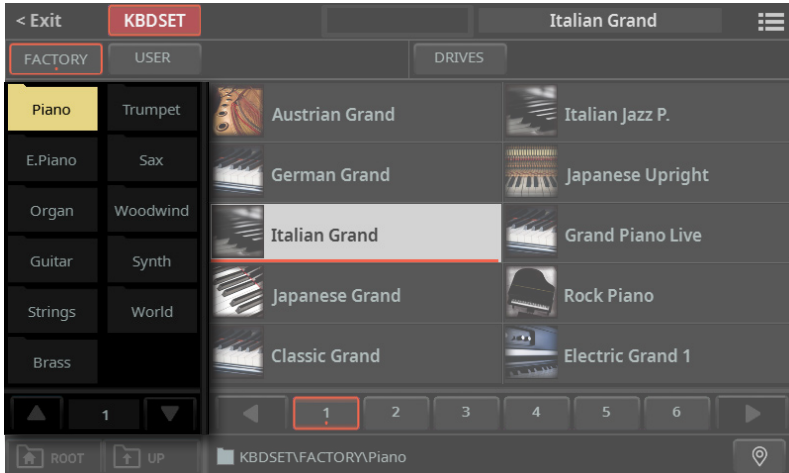 < Exit KBDSET Italian Grand
FACTORY USER DRIVES
Piano Trumpet Austrian Grand Italian Jazz P.
E.Piano Sax German Grand Japanese Upright
Organ Woodwind Italian Grand Grand Piano Live
Guitar Synth
Strings World Japanese Grand Rock Piano
Brass Classic Grand Electric Grand 1
1 1 2 3 4 5 6
ROOT UP KBDSET\FACTORY\Piano